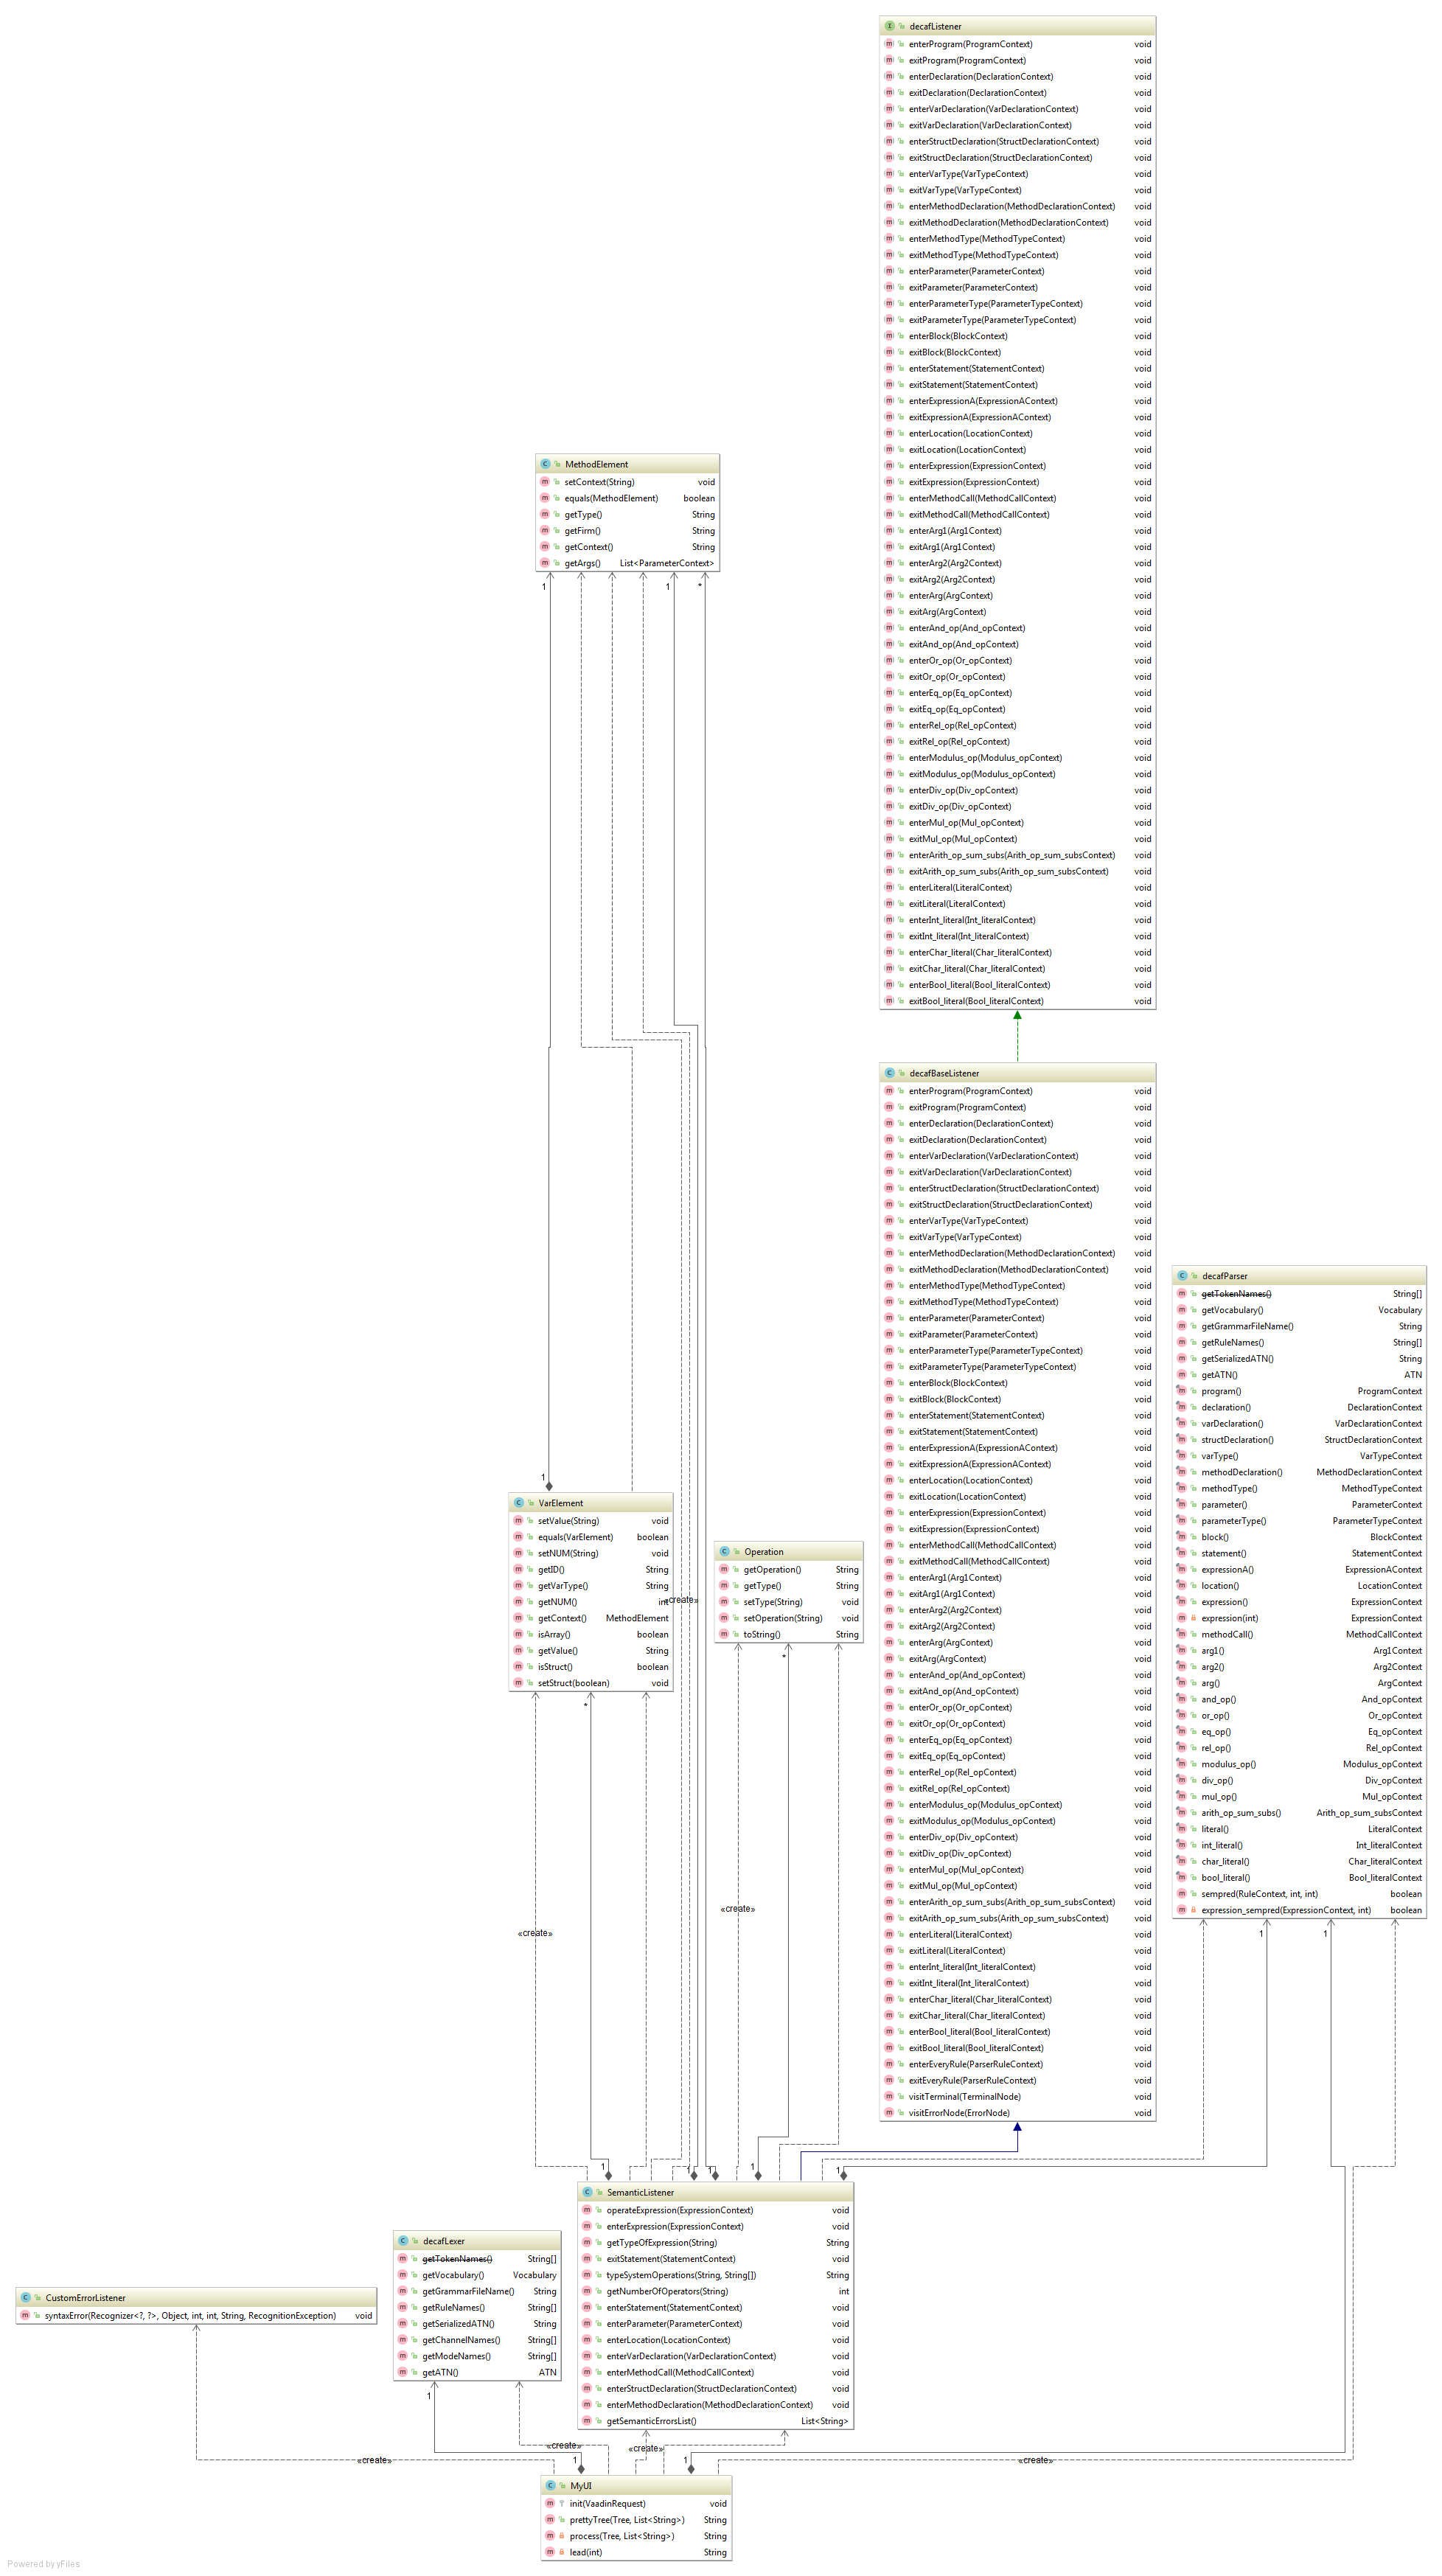 decafListener
enterProgram(ProgramContext) void
exitProgram(ProgramContext) void
enterDeclaration(DeclarationContext) void
exitDeclaration(DeclarationContext) void
enterVarDeclaration(VarDeclarationContext) void
exitVarDeclaration(VarDeclarationContext) void
enterStructDeclaration(StructDeclarationContext) void
exitStructDeclaration(StructDeclarationContext) void
enterVarType(VarTypeContext) void
exitVarType(VarTypeContext) void
enterMethodDeclaration(MethodDeclarationContext) void
exitMethodDeclaration(MethodDeclarationContext) void
enterMethodType(MethodTypeContext) void
exitMethodType(MethodTypeContext) void
enterParameter(ParameterContext) void
exitParameter(ParameterContext) void
enterParameterType(ParameterTypeContext) void
exitParameterType(ParameterTypeContext) void
enterBlock(BlockContext) void
exitBlock(BlockContext) void
enterStatement(StatementContext) void
exitStatement(StatementContext) void
enterExpressionA(ExpressionAContext) void
exitExpressionA(ExpressionAContext) void
enterLocation(LocationContext) void
exitLocation(LocationContext) void
enterExpression(ExpressionContext) void
exitExpression(ExpressionContext) void
enterMethodCall(MethodCallContext) void
exitMethodCall(MethodCallContext) void
enterArg1(Arg1Context) void
exitArg1(Arg1Context) void
enterArg2(Arg2Context) void
exitArg2(Arg2Context) void
enterArg(ArgContext) void
exitArg(ArgContext) void
enterAnd_op(And_opContext) void
exitAnd_op(And_opContext) void
enterOr_op(Or_opContext) void
exitOr_op(Or_opContext) void
enterEq_op(Eq_opContext) void
exitEq_op(Eq_opContext) void
enterRel_op(Rel_opContext) void
exitRel_op(Rel_opContext) void
enterModulus_op(Modulus_opContext) void
exitModulus_op(Modulus_opContext) void
enterDiv_op(Div_opContext) void
exitDiv_op(Div_opContext) void
enterMul_op(Mul_opContext) void
exitMul_op(Mul_opContext) void
enterArith_op_sum_subs(Arith_op_sum_subsContext) void
exitArith_op_sum_subs(Arith_op_sum_subsContext) void
enterLiteral(LiteralContext) void
exitLiteral(LiteralContext) void
enterInt_literal(Int_literalContext) void
exitInt_literal(Int_literalContext) void
enterChar_literal(Char_literalContext) void
exitChar_literal(Char_literalContext) void
enterBool_literal(Bool_literalContext) void
exitBool_literal(Bool_literalContext) void
MethodElement
setContext(String) void
equals(MethodElement) boolean
getType() String
getFirm() String
getContext() String
getArgs() List<ParameterContext>
1
1
*
decafBaseListener
enterProgram(ProgramContext) void
exitProgram(ProgramContext) void
enterDeclaration(DeclarationContext) void
exitDeclaration(DeclarationContext) void
enterVarDeclaration(VarDeclarationContext) void
exitVarDeclaration(VarDeclarationContext) void
enterStructDeclaration(StructDeclarationContext) void
exitStructDeclaration(StructDeclarationContext) void
enterVarType(VarTypeContext) void
exitVarType(VarTypeContext) void
enterMethodDeclaration(MethodDeclarationContext) void
exitMethodDeclaration(MethodDeclarationContext) void
enterMethodType(MethodTypeContext) void
exitMethodType(MethodTypeContext) void
enterParameter(ParameterContext) void
exitParameter(ParameterContext) void
enterParameterType(ParameterTypeContext) void
exitParameterType(ParameterTypeContext) void
enterBlock(BlockContext) void
exitBlock(BlockContext) void
enterStatement(StatementContext) void
exitStatement(StatementContext) void
enterExpressionA(ExpressionAContext) void
exitExpressionA(ExpressionAContext) void
enterLocation(LocationContext) void
exitLocation(LocationContext) void
enterExpression(ExpressionContext) void
exitExpression(ExpressionContext) void
enterMethodCall(MethodCallContext) void
exitMethodCall(MethodCallContext) void
enterArg1(Arg1Context) void
exitArg1(Arg1Context) void
enterArg2(Arg2Context) void
exitArg2(Arg2Context) void
enterArg(ArgContext) void
exitArg(ArgContext) void
enterAnd_op(And_opContext) void
exitAnd_op(And_opContext) void
enterOr_op(Or_opContext) void
exitOr_op(Or_opContext) void
enterEq_op(Eq_opContext) void
exitEq_op(Eq_opContext) void
enterRel_op(Rel_opContext) void
exitRel_op(Rel_opContext) void
enterModulus_op(Modulus_opContext) void
exitModulus_op(Modulus_opContext) void
enterDiv_op(Div_opContext) void
exitDiv_op(Div_opContext) void
enterMul_op(Mul_opContext) void
exitMul_op(Mul_opContext) void
enterArith_op_sum_subs(Arith_op_sum_subsContext) void
exitArith_op_sum_subs(Arith_op_sum_subsContext) void
enterLiteral(LiteralContext) void
exitLiteral(LiteralContext) void
enterInt_literal(Int_literalContext) void
exitInt_literal(Int_literalContext) void
enterChar_literal(Char_literalContext) void
exitChar_literal(Char_literalContext) void
enterBool_literal(Bool_literalContext) void
exitBool_literal(Bool_literalContext) void
enterEveryRule(ParserRuleContext) void
exitEveryRule(ParserRuleContext) void
visitTerminal(TerminalNode) void
visitErrorNode(ErrorNode) void
decafParser
getTokenNames() String[]
getVocabulary() Vocabulary
getGrammarFileName() String
getRuleNames() String[]
getSerializedATN() String
getATN() ATN
program() ProgramContext
declaration() DeclarationContext
varDeclaration() VarDeclarationContext
structDeclaration() StructDeclarationContext
varType() VarTypeContext
methodDeclaration() MethodDeclarationContext
methodType() MethodTypeContext
parameter() ParameterContext
parameterType() ParameterTypeContext
block() BlockContext
statement() StatementContext
expressionA() ExpressionAContext
location() LocationContext
expression() ExpressionContext
expression(int) ExpressionContext
methodCall() MethodCallContext
arg1() Arg1Context
arg2() Arg2Context
arg() ArgContext
and_op() And_opContext
or_op() Or_opContext
eq_op() Eq_opContext
rel_op() Rel_opContext
modulus_op() Modulus_opContext
div_op() Div_opContext
mul_op() Mul_opContext
arith_op_sum_subs() Arith_op_sum_subsContext
literal() LiteralContext
int_literal() Int_literalContext
char_literal() Char_literalContext
bool_literal() Bool_literalContext
sempred(RuleContext, int, int) boolean
expression_sempred(ExpressionContext, int) boolean
1
1
1
VarElement
setValue(String) void
equals(VarElement) boolean
setNUM(String) void
getID() String
getVarType() String
getNUM() int
getContext() MethodElement
isArray() boolean
getValue() String
isStruct() boolean
setStruct(boolean) void
«create»
*
Operation
getOperation() String
getType() String
setType(String) void
setOperation(String) void
toString() String
*
«create»
«create»
1
1
1
1
1
SemanticListener
operateExpression(ExpressionContext) void
enterExpression(ExpressionContext) void
getTypeOfExpression(String) String
exitStatement(StatementContext) void
typeSystemOperations(String, String[]) String
getNumberOfOperators(String) int
enterStatement(StatementContext) void
enterParameter(ParameterContext) void
enterLocation(LocationContext) void
enterVarDeclaration(VarDeclarationContext) void
enterMethodCall(MethodCallContext) void
enterStructDeclaration(StructDeclarationContext) void
enterMethodDeclaration(MethodDeclarationContext) void
getSemanticErrorsList() List<String>
decafLexer
getTokenNames() String[]
getVocabulary() Vocabulary
getGrammarFileName() String
getRuleNames() String[]
getSerializedATN() String
getChannelNames() String[]
getModeNames() String[]
getATN() ATN
1
CustomErrorListener
syntaxError(Recognizer<?, ?>, Object, int, int, String, RecognitionException) void
«create»
«create»
«create»
«create»
1
1
MyUI
init(VaadinRequest) void
prettyTree(Tree, List<String>) String
process(Tree, List<String>) String
lead(int) String
Powered by yFiles